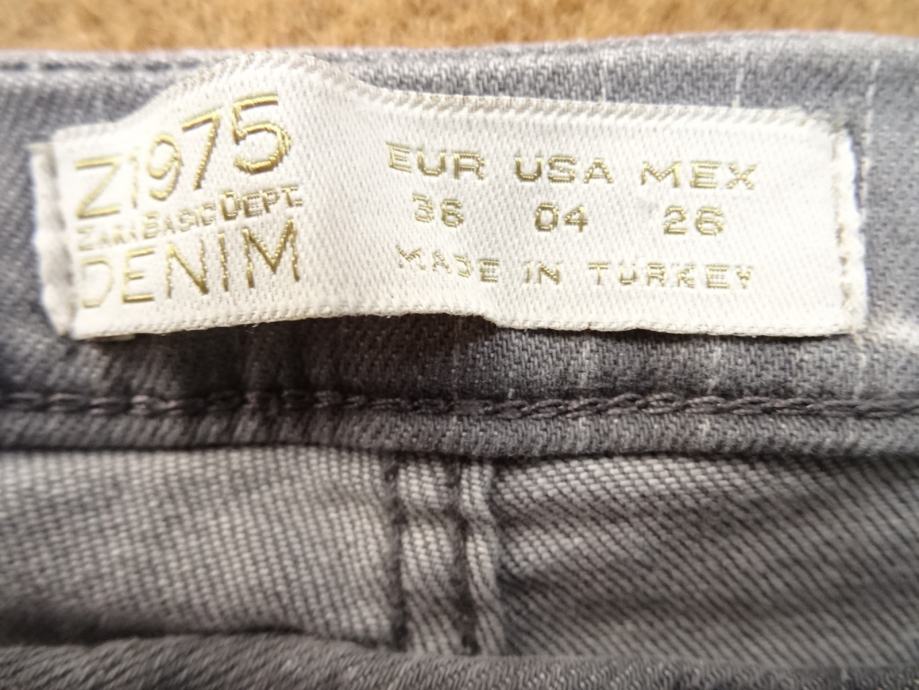 Z1975
ZARA BASIC DEPT.
DENIM
EUR USA MEX
36 04 26
MADE IN TURKEY